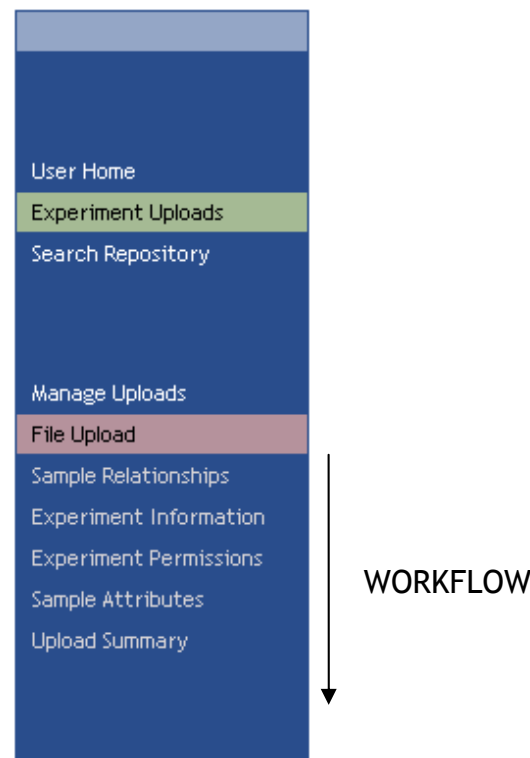 User Home
Experiment Uploads
Search Repository
Manage Uploads
File Upload
Sample Relationships
Experiment Information
Experiment Permissions
Sample Attributes
Upload Summary
WORKFLOW